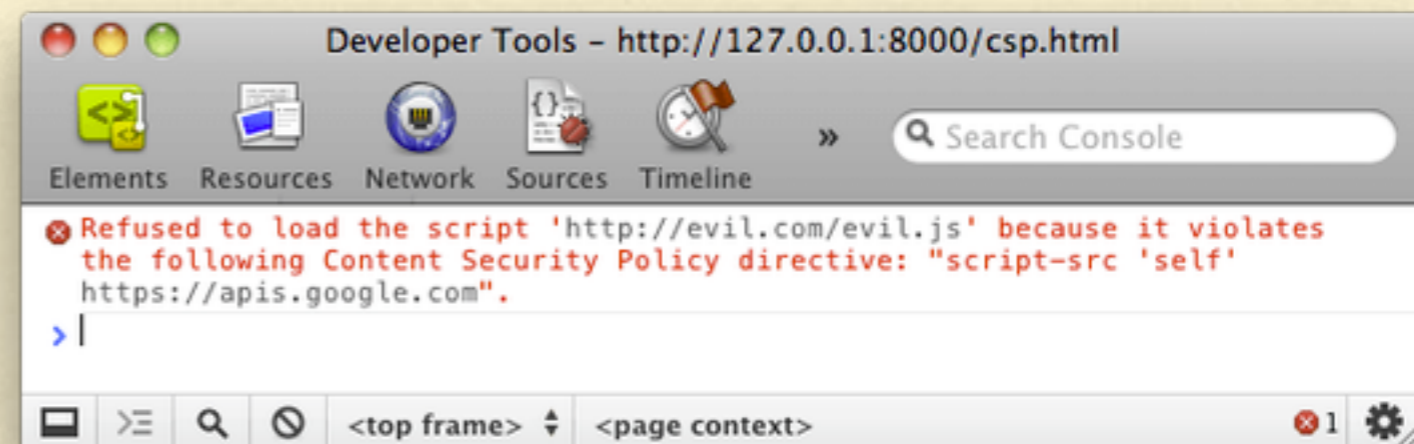 Developer Tools – http://127.0.0.1:8000/csp.html
Elements Resources Network Sources Timeline » Search Console
Refused to load the script 'http://evil.com/evil.js' because it violates
the following Content Security Policy directive: "script-src 'self'
https://apis.google.com".
>
<top frame> <page context> 1